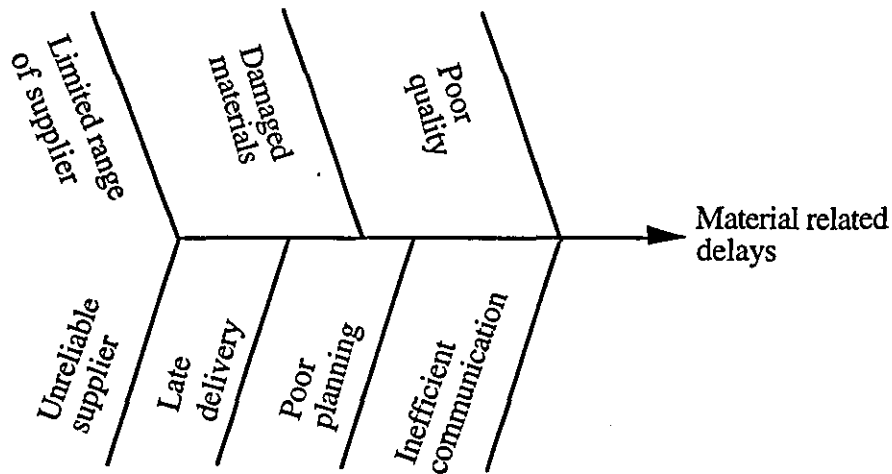 Limited range
of supplier
Damaged
materials
Poor
quality
Material related
delays
Unreliable
supplier
Late
delivery
Poor
planning
Inefficient
communication